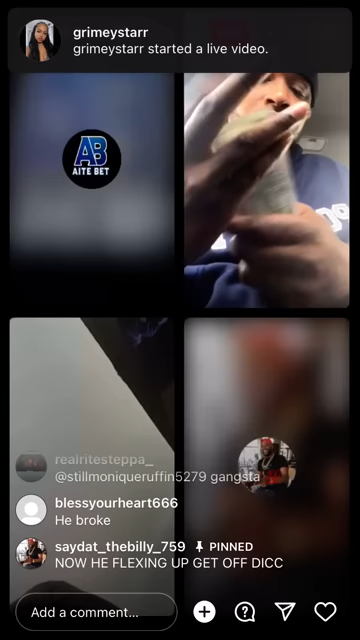 grimeystarr
grimeystarr started a live video.
AB
AITE BET
realritesteppa_
@stillmoniqueruffin5279 gangsta
blessyourheart666
He broke
saydat_thebilly_759 PINNED
NOW HE FLEXING UP GET OFF DICC
Add a comment...